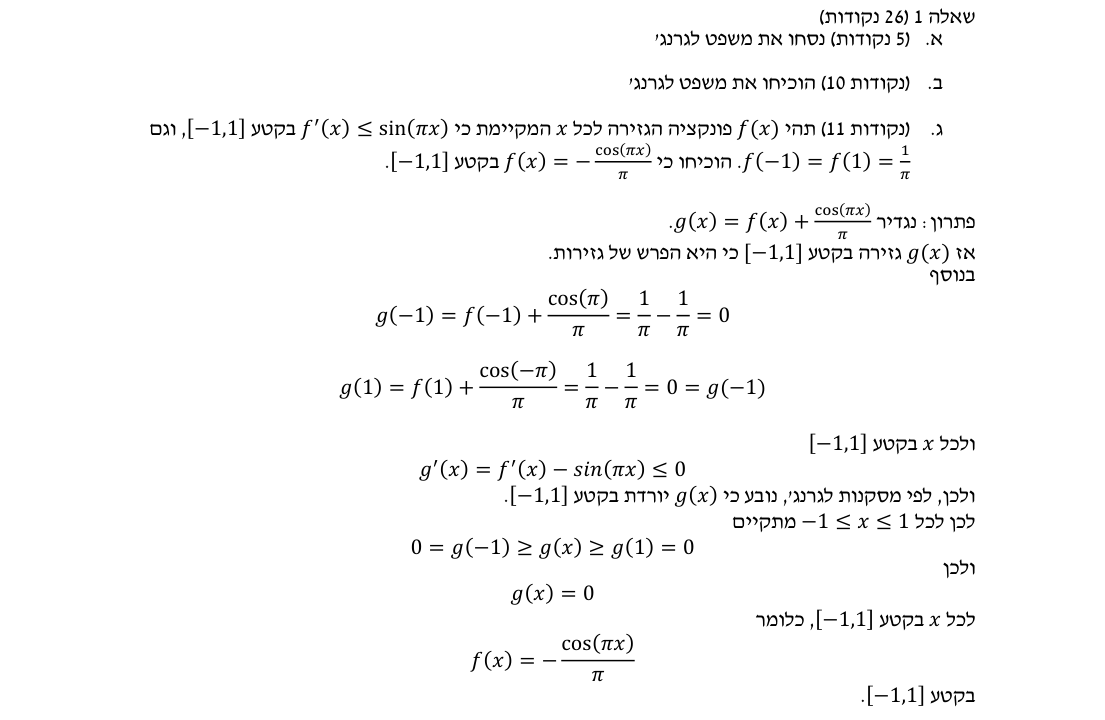 שאלה 1 (26 נקודות)
א. (5 נקודות) נסחו את משפט לגרנג'
ב. (נקודות 10) הוכיחו את משפט לגרנג'
ג. (נקודות 11) תהי f(x) פונקציה הגזירה לכל x המקיימת כי f′(x) ≤ sin(πx) בקטע [−1,1], וגם
f(−1) = f(1) = 1/π. הוכיחו כי f(x) = −cos(πx)/π בקטע [−1,1].
פתרון: נגדיר g(x) = f(x) + cos(πx)/π.
אז g(x) גזירה בקטע [−1,1] כי היא הפרש של גזירות.
בנוסף
g(−1) = f(−1) + cos(π)/π = 1/π − 1/π = 0
g(1) = f(1) + cos(−π)/π = 1/π − 1/π = 0 = g(−1)
ולכל x בקטע [−1,1]
g′(x) = f′(x) − sin(πx) ≤ 0
ולכן, לפי מסקנות לגרנג', נובע כי g(x) יורדת בקטע [−1,1].
לכן לכל −1 ≤ x ≤ 1 מתקיים
0 = g(−1) ≥ g(x) ≥ g(1) = 0
ולכן
g(x) = 0
לכל x בקטע [−1,1], כלומר
f(x) = −cos(πx)/π
בקטע [−1,1].